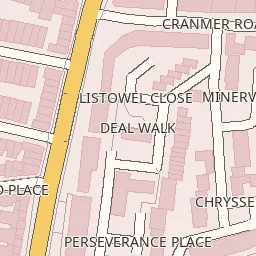 CRANMER ROA
LISTOWEL CLOSE
MINERV
DEAL WALK
O PLACE
CHRYSSE
PERSEVERANCE PLACE